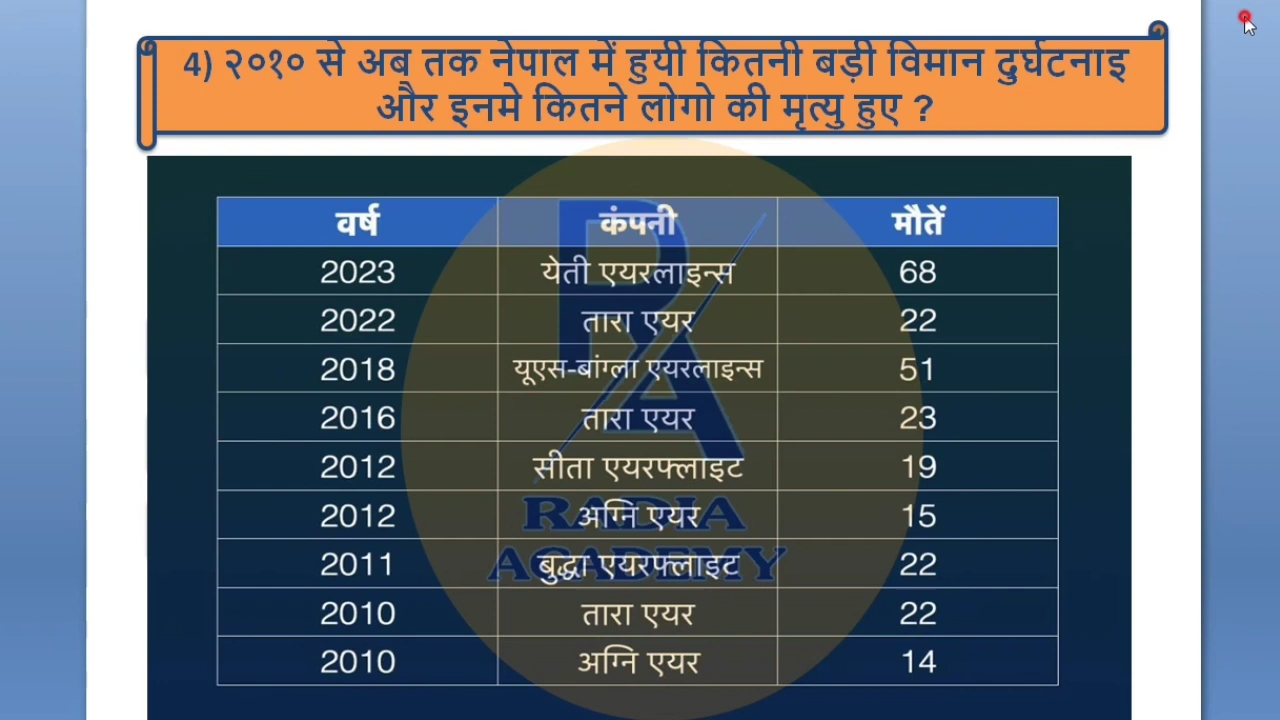 4) २०१० से अब तक नेपाल में हुयी कितनी बड़ी विमान दुर्घटनाइ
और इनमे कितने लोगो की मृत्यु हुए ?
वर्ष कंपनी मौतें
2023 येती एयरलाइन्स 68
2022 तारा एयर 22
2018 यूएस-बांग्ला एयरलाइन्स 51
2016 तारा एयर 23
2012 सीता एयरफ्लाइट 19
2012 अग्नि एयर 15
RADIA
2011 बुद्धा एयरफ्लाइट 22
ACADEMY
2010 तारा एयर 22
2010 अग्नि एयर 14